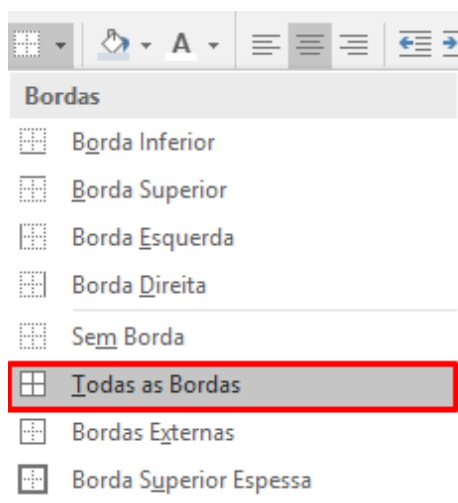 A
Bordas
Borda Inferior
Borda Superior
Borda Esquerda
Borda Direita
Sem Borda
Todas as Bordas
Bordas Externas
Borda Superior Espessa